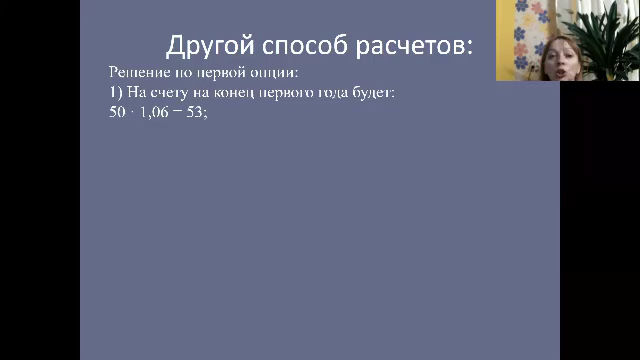 Другой способ расчетов:
Решение по первой опции:
1) На счету на конец первого года будет:
50 · 1,06 = 53;